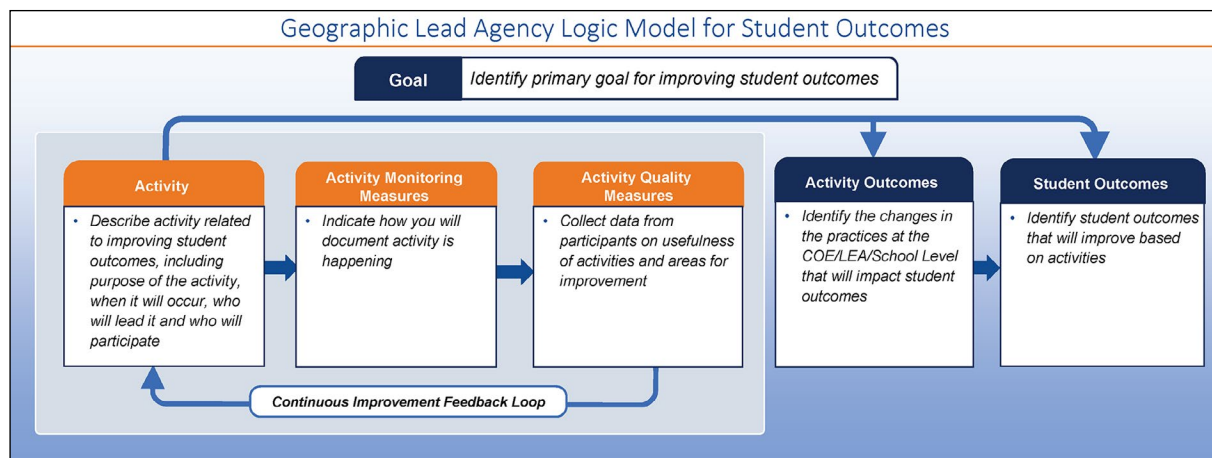 Geographic Lead Agency Logic Model for Student Outcomes
Goal
Identify primary goal for improving student outcomes
Activity
• Describe activity related
to improving student
outcomes, including
purpose of the activity,
when it will occur, who
will lead it and who will
participate
Activity Monitoring
Measures
• Indicate how you will
document activity is
happening
Activity Quality
Measures
• Collect data from
participants on usefulness
of activities and areas for
improvement
Activity Outcomes
• Identify the changes in
the practices at the
COE/LEA/School Level
that will impact student
outcomes
Student Outcomes
• Identify student outcomes
that will improve based
on activities
Continuous Improvement Feedback Loop